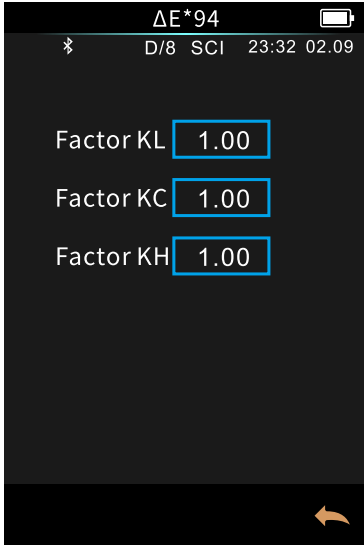 ΔE*94
D/8 SCI 23:32 02.09
Factor KL 1.00
Factor KC 1.00
Factor KH 1.00